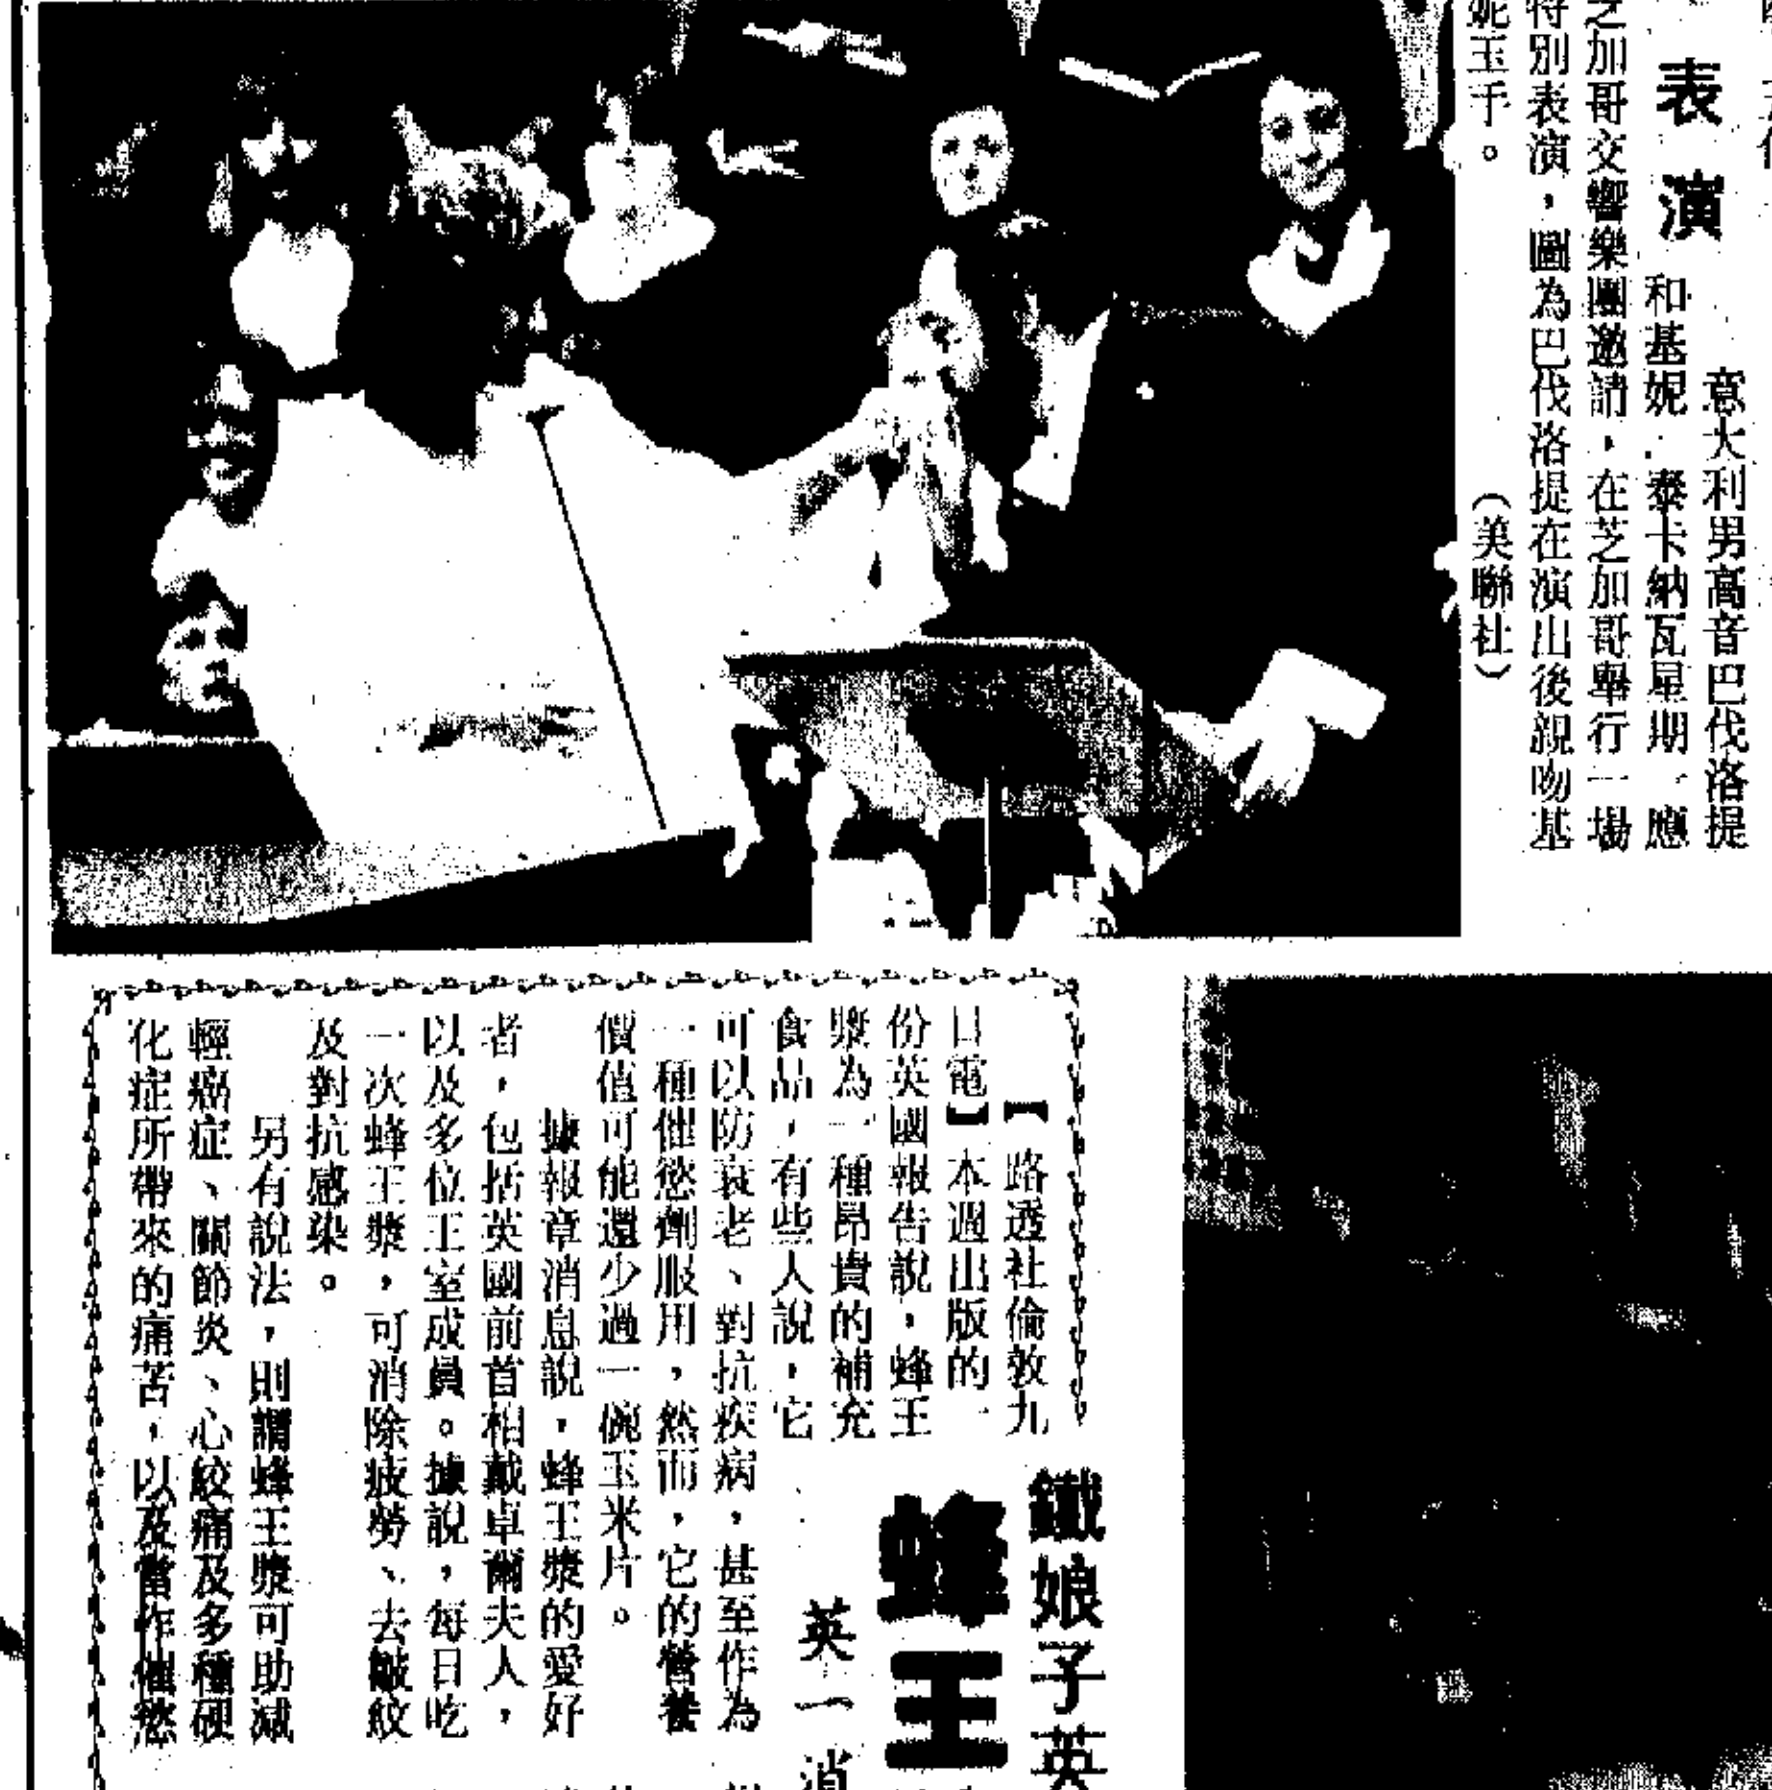 表演
意大利男高音巴伐洛提
和基妮．泰卡納瓦星期一應
芝加哥交響樂團邀請，在芝加哥舉行一場
特別表演，圖為巴伐洛提在演出後親吻基
妮玉手。　（美聯社）
鐵娘子英
蜂王
英一消
【路透社倫敦九
日電】本週出版的一
份英國報告說，蜂王
漿為一種昂貴的補充
食品，有些人說，它
可以防衰老、對抗疾病，甚至作為
一種催慾劑服用，然而，它的營養
價值可能還少過一碗玉米片。
據報章消息說，蜂王漿的愛好
者，包括英國前首相戴卓爾夫人，
以及多位王室成員。據說，每日吃
一次蜂王漿，可消除疲勞、去皺紋
及對抗感染。
另有說法，則謂蜂王漿可助減
輕癌症、關節炎、心絞痛及多種硬
化症所帶來的痛苦，以及當作催慾